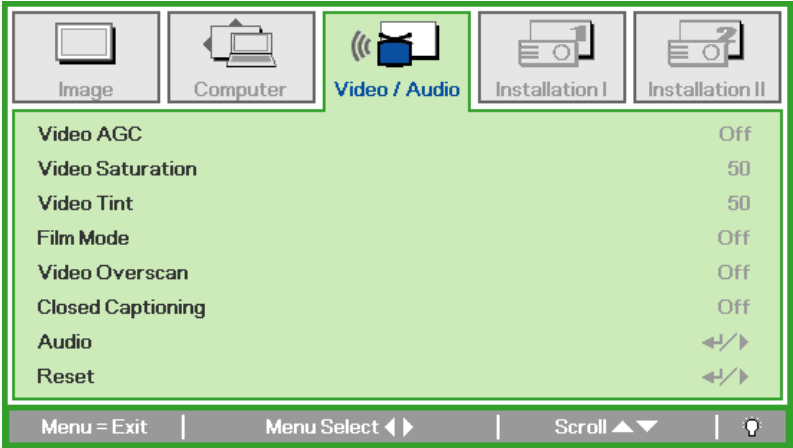 Image Computer Video / Audio Installation I Installation II
Video AGC Off
Video Saturation 50
Video Tint 50
Film Mode Off
Video Overscan Off
Closed Captioning Off
Audio
Reset
Menu = Exit Menu Select Scroll